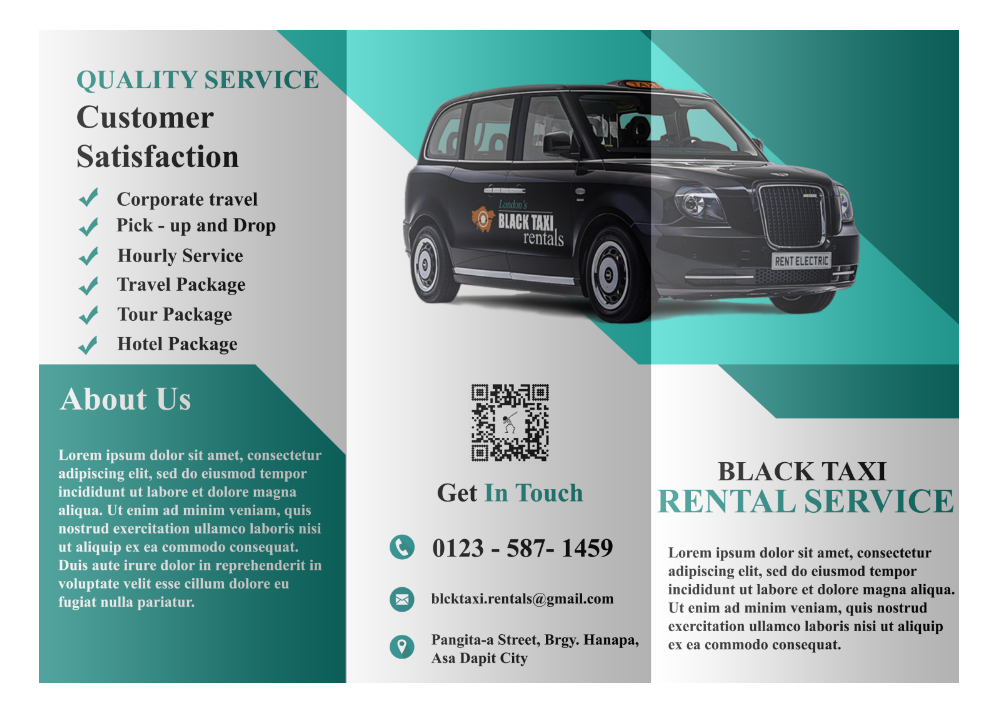 QUALITY SERVICE
Customer
Satisfaction
Corporate travel
Pick - up and Drop
Hourly Service
Travel Package
Tour Package
Hotel Package
About Us
Lorem ipsum dolor sit amet, consectetur
adipiscing elit, sed do eiusmod tempor
incididunt ut labore et dolore magna
aliqua. Ut enim ad minim veniam, quis
nostrud exercitation ullamco laboris nisi
ut aliquip ex ea commodo consequat.
Duis aute irure dolor in reprehenderit in
voluptate velit esse cillum dolore eu
fugiat nulla pariatur.
TAXI
London's
BLACK TAXI
rentals
RENT ELECTRIC
Get In Touch
0123 - 587- 1459
blcktaxi.rentals@gmail.com
Pangita-a Street, Brgy. Hanapa,
Asa Dapit City
BLACK TAXI
RENTAL SERVICE
Lorem ipsum dolor sit amet, consectetur
adipiscing elit, sed do eiusmod tempor
incididunt ut labore et dolore magna aliqua.
Ut enim ad minim veniam, quis nostrud
exercitation ullamco laboris nisi ut aliquip
ex ea commodo consequat.